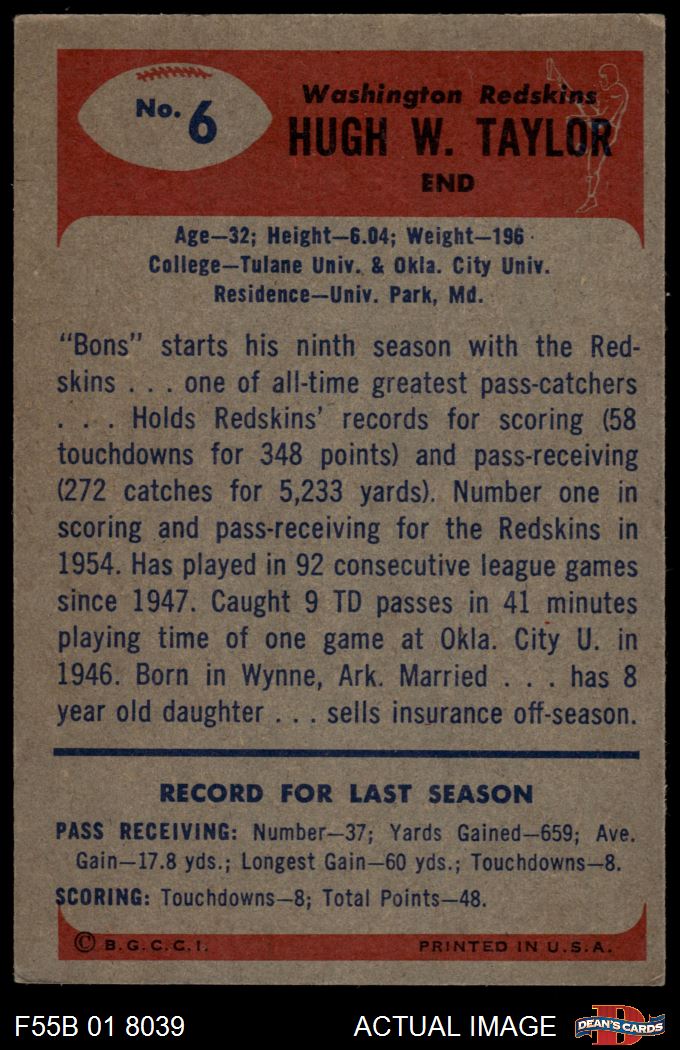 No. 6
Washington Redskins
HUGH W. TAYLOR
END
Age—32; Height—6.04; Weight—196
College—Tulane Univ. & Okla. City Univ.
Residence—Univ. Park, Md.
"Bons" starts his ninth season with the Red-
skins . . . one of all-time greatest pass-catchers
. . . Holds Redskins' records for scoring (58
touchdowns for 348 points) and pass-receiving
(272 catches for 5,233 yards). Number one in
scoring and pass-receiving for the Redskins in
1954. Has played in 92 consecutive league games
since 1947. Caught 9 TD passes in 41 minutes
playing time of one game at Okla. City U. in
1946. Born in Wynne, Ark. Married . . . has 8
year old daughter . . . sells insurance off-season.
RECORD FOR LAST SEASON
PASS RECEIVING: Number—37; Yards Gained—659; Ave.
Gain—17.8 yds.; Longest Gain—60 yds.; Touchdowns—8.
SCORING: Touchdowns—8; Total Points—48.
© B.G.C.C.I. PRINTED IN U.S.A.
F55B 01 8039 ACTUAL IMAGE DEAN'S CARDS